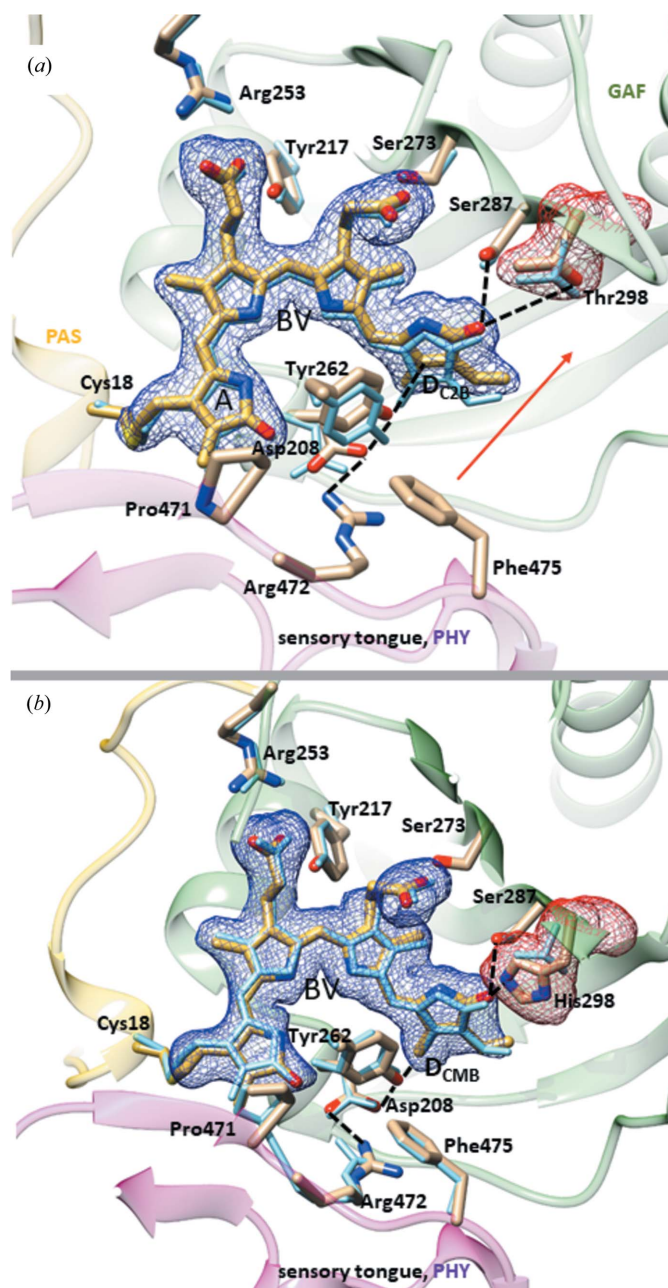 (a)
Arg253
GAF
Tyr217
Ser273
Ser287
Thr298
BV
PAS
Tyr262
Cys18
A
D C2B
Asp208
Pro471
Arg472
Phe475
sensory tongue, PHY
(b)
Arg253
Tyr217
Ser273
Ser287
BV
His298
Cys18
Tyr262
D CMB
Asp208
Pro471
Phe475
Arg472
sensory tongue, PHY